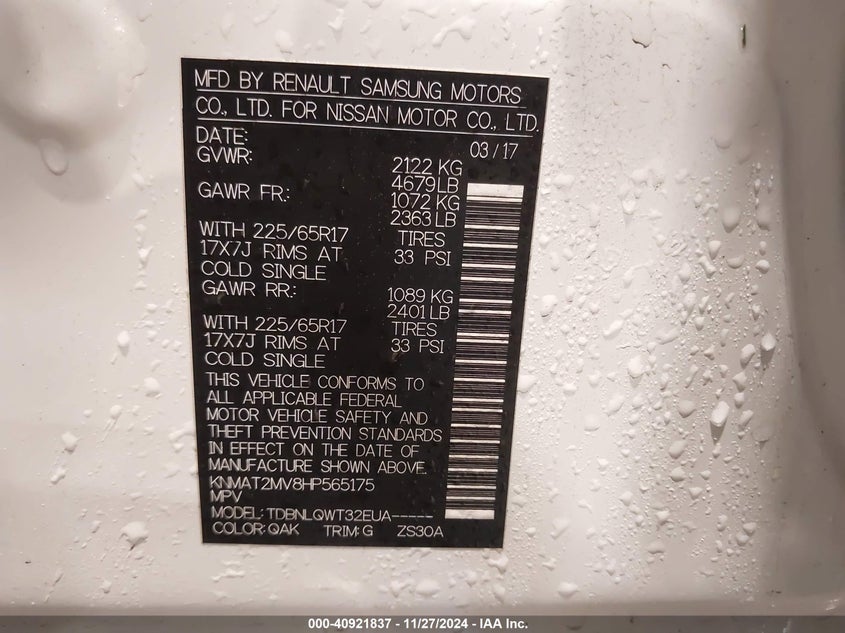 MFD BY RENAULT SAMSUNG MOTORS
CO., LTD. FOR NISSAN MOTOR CO., LTD.
DATE: 03/17
GVWR: 2122 KG
4679 LB
GAWR FR.: 1072 KG
2363 LB
WITH 225/65R17 TIRES
17X7J RIMS AT 33 PSI
COLD SINGLE
GAWR RR.: 1089 KG
2401 LB
WITH 225/65R17 TIRES
17X7J RIMS AT 33 PSI
COLD SINGLE
THIS VEHICLE CONFORMS TO
ALL APPLICABLE FEDERAL
MOTOR VEHICLE SAFETY AND
THEFT PREVENTION STANDARDS
IN EFFECT ON THE DATE OF
MANUFACTURE SHOWN ABOVE.
KNMAT2MV8HP565175
MPV
MODEL: TDBNLQWT32EUA-----
COLOR: QAK TRIM: G ZS30A
000-40921837 - 11/27/2024 - IAA Inc.